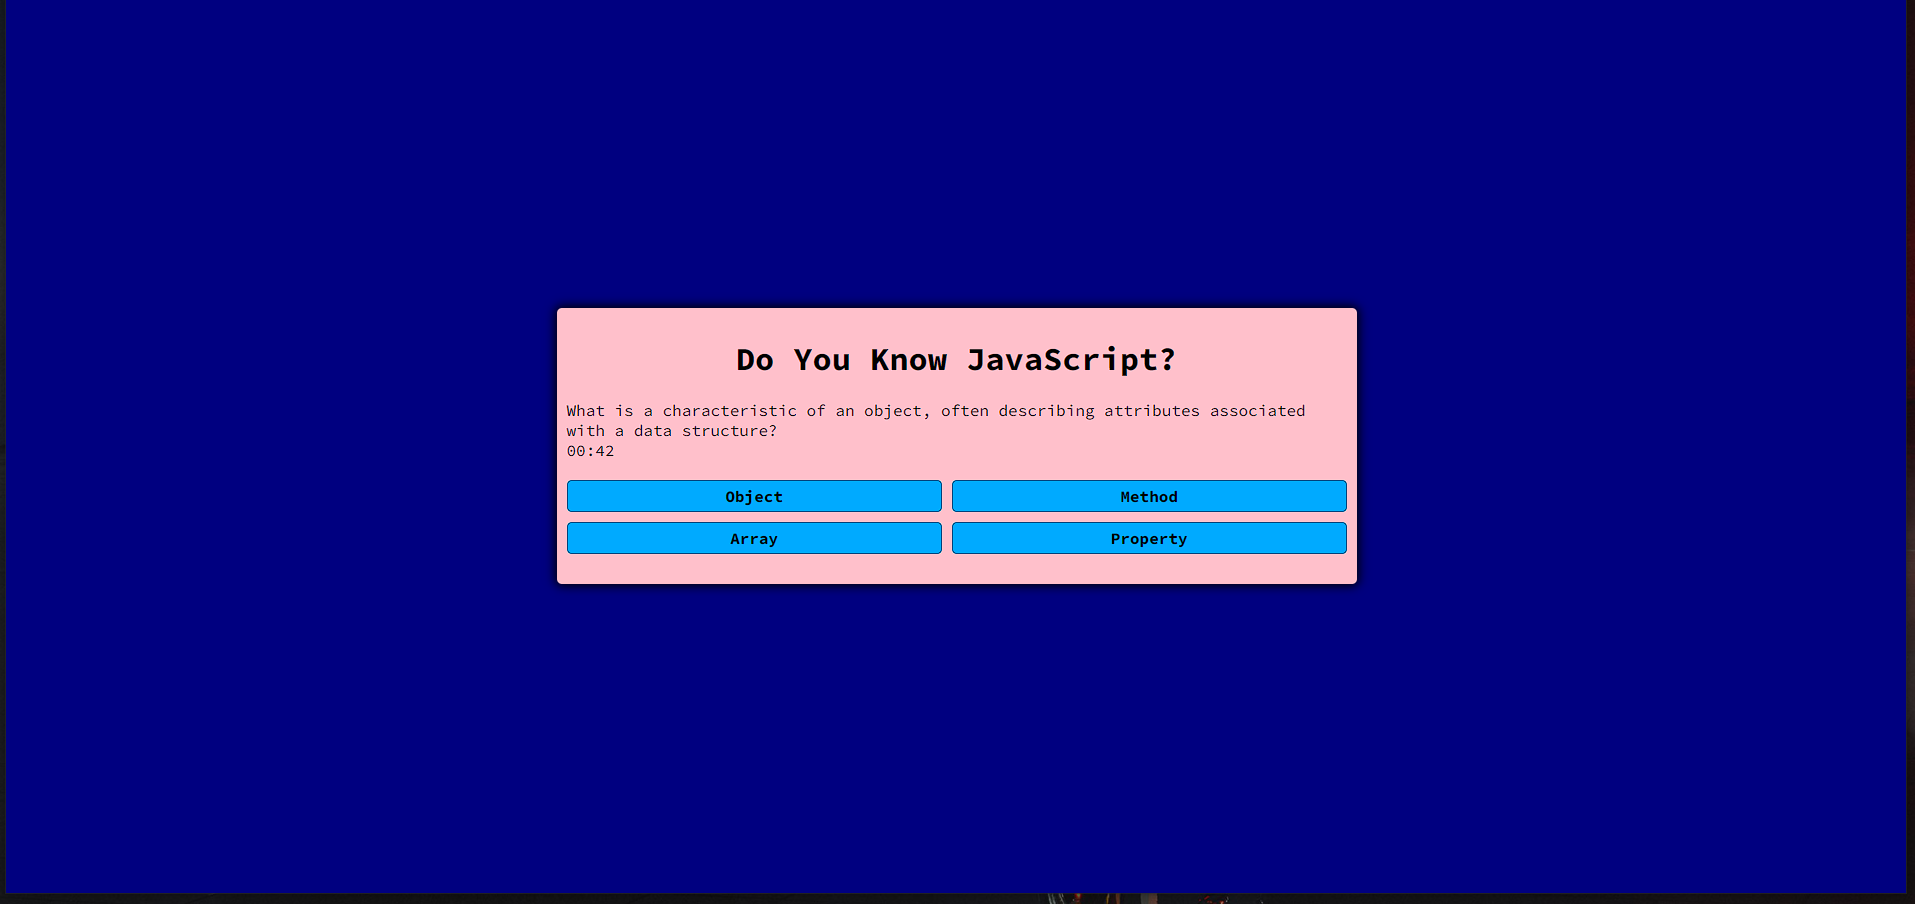 Do You Know JavaScript?
What is a characteristic of an object, often describing attributes associated
with a data structure?
00:42
Object
Method
Array
Property